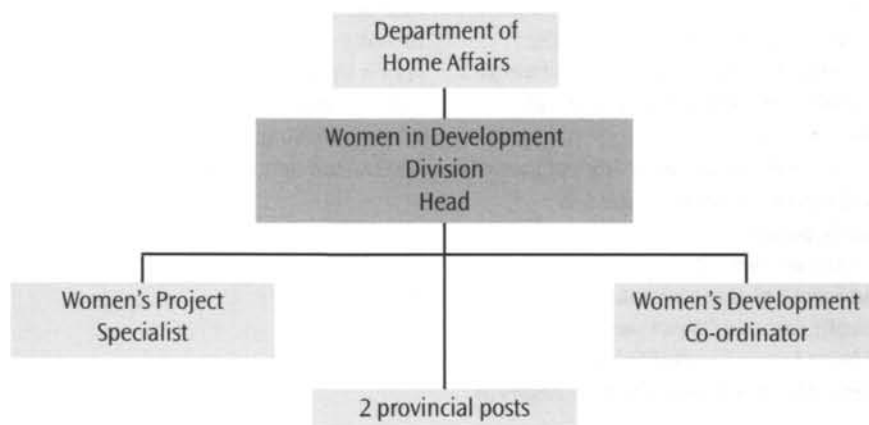 Department of
Home Affairs
Women in Development
Division
Head
Women's Project
Specialist
Women's Development
Co-ordinator
2 provincial posts